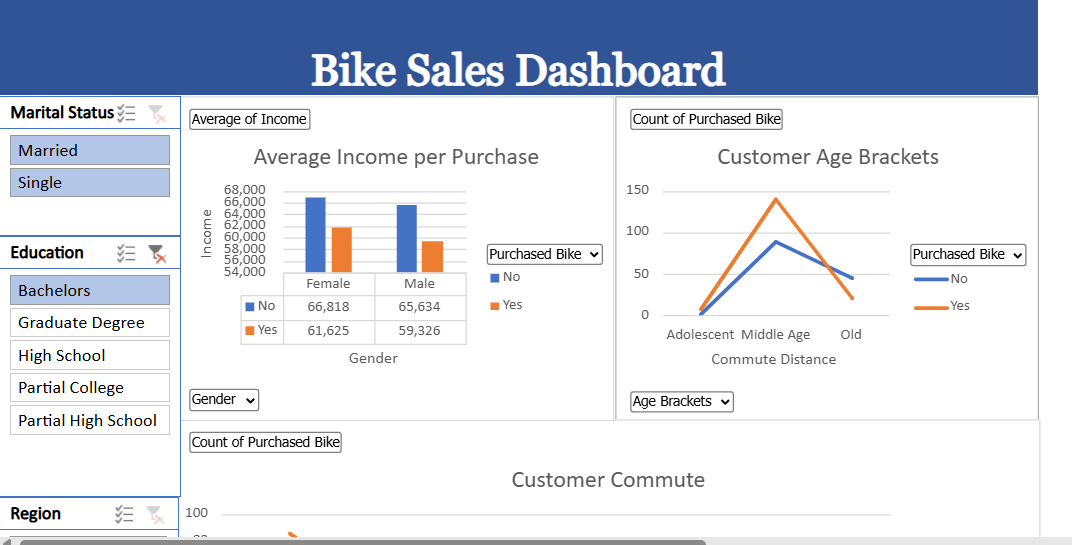 Bike Sales Dashboard
Marital Status
Married
Single
Education
Bachelors
Graduate Degree
High School
Partial College
Partial High School
Region
Average of Income
Average Income per Purchase
68,000
66,000
64,000
62,000
60,000
58,000
56,000
54,000
Income
Female Male
No 66,818 65,634
Yes 61,625 59,326
Gender
Purchased Bike
No
Yes
Gender
Count of Purchased Bike
Customer Age Brackets
150
100
50
0
Adolescent Middle Age Old
Commute Distance
Purchased Bike
No
Yes
Age Brackets
Count of Purchased Bike
Customer Commute
100